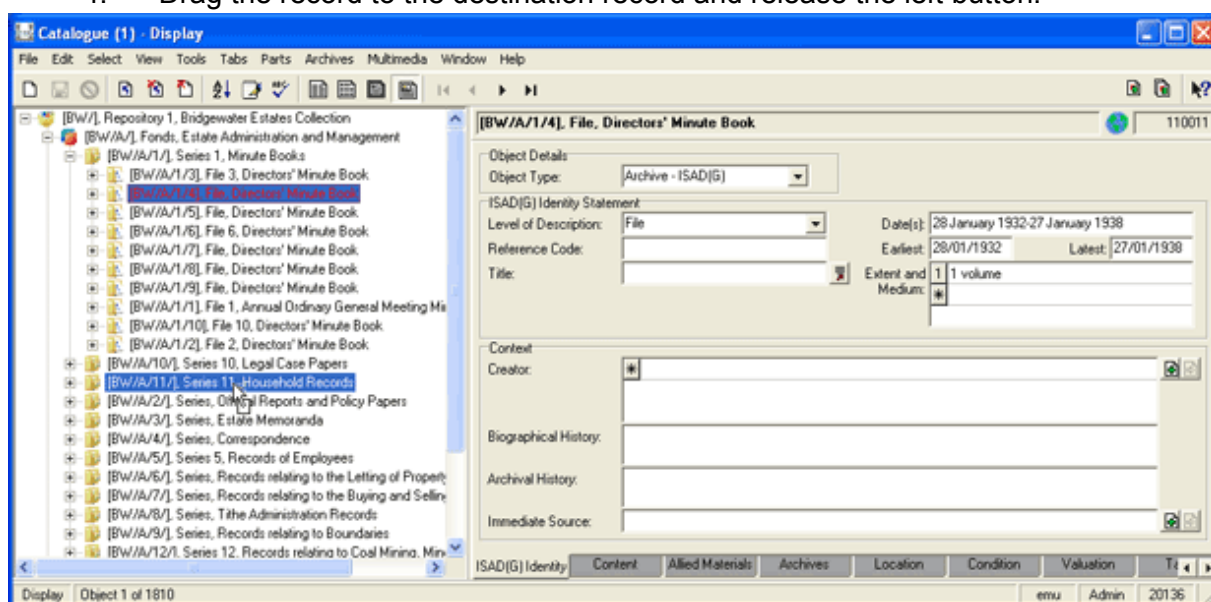 4. Drag the record to the destination record and release the left button.
Catalogue (1) - Display
File Edit Select View Tools Tabs Parts Archives Multimedia Window Help
[BW//], Repository 1, Bridgewater Estates Collection
[BW//A/], Fonds, Estate Administration and Management
[BW//A/1/], Series 1, Minute Books
[BW//A/1/3], File 3, Directors' Minute Book
[BW//A/1/4], File, Directors' Minute Book
[BW//A/1/5], File, Directors' Minute Book
[BW//A/1/6], File 6, Directors' Minute Book
[BW//A/1/7], File, Directors' Minute Book
[BW//A/1/8], File, Directors' Minute Book
[BW//A/1/9], File, Directors' Minute Book
[BW//A/1/1], File 1, Annual Ordinary General Meeting Mi
[BW//A/1/10], File 10, Directors' Minute Book
[BW//A/1/2], File 2, Directors' Minute Book
[BW//A/10/], Series 10, Legal Case Papers
[BW//A/11/], Series 11, Household Records
[BW//A/2/], Series, Official Reports and Policy Papers
[BW//A/3/], Series, Estate Memoranda
[BW//A/4/], Series, Correspondence
[BW//A/5/], Series 5, Records of Employees
[BW//A/6/], Series, Records relating to the Letting of Property
[BW//A/7/], Series, Records relating to the Buying and Selling
[BW//A/8/], Series, Tithe Administration Records
[BW//A/9/], Series, Records relating to Boundaries
[BW//A/12/], Series 12, Records relating to Coal Mining, Min
[BW//A/1/4], File, Directors' Minute Book 110011
Object Details
Object Type: Archive - ISAD(G)
ISAD(G) Identity Statement
Level of Description: File Date(s): 28 January 1932-27 January 1938
Reference Code: Earliest: 28/01/1932 Latest: 27/01/1938
Title: Extent and 1 1 volume
Medium:
Context
Creator:
Biographical History:
Archival History:
Immediate Source:
ISAD(G) Identity Content Allied Materials Archives Location Condition Valuation
Display Object 1 of 1810 emu Admin 20136